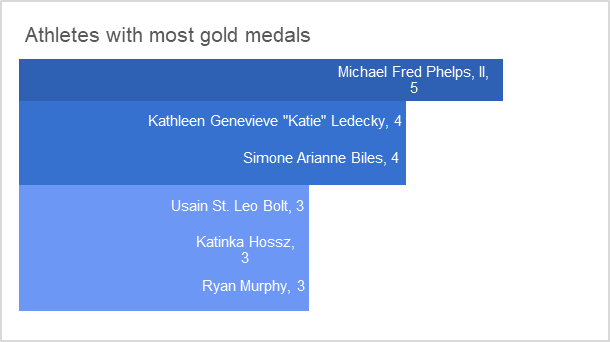 Athletes with most gold medals
Michael Fred Phelps, II,
5
Kathleen Genevieve "Katie" Ledecky, 4
Simone Arianne Biles, 4
Usain St. Leo Bolt, 3
Katinka Hossz,
3
Ryan Murphy, 3